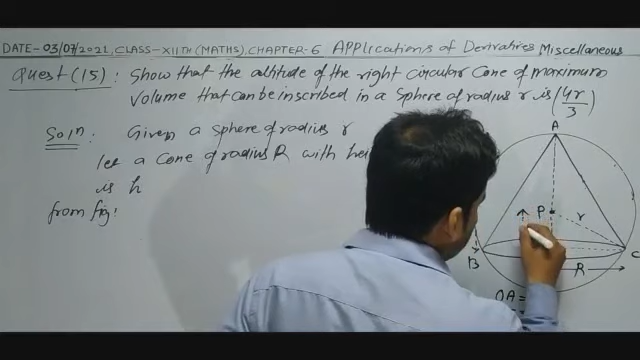 DATE-03/07/2021, CLASS-XIITH (MATHS), CHAPTER-6 Applications of Derivatives Miscellaneous
Quest (15) : Show that the altitude of the right circular Cone of maximum
Volume that can be inscribed in a sphere of radius r is (4r/3)
Soln: Given a sphere of radius r
let a Cone of radius R with
is h
from fig:
A
P
r
B
C
R
OA =